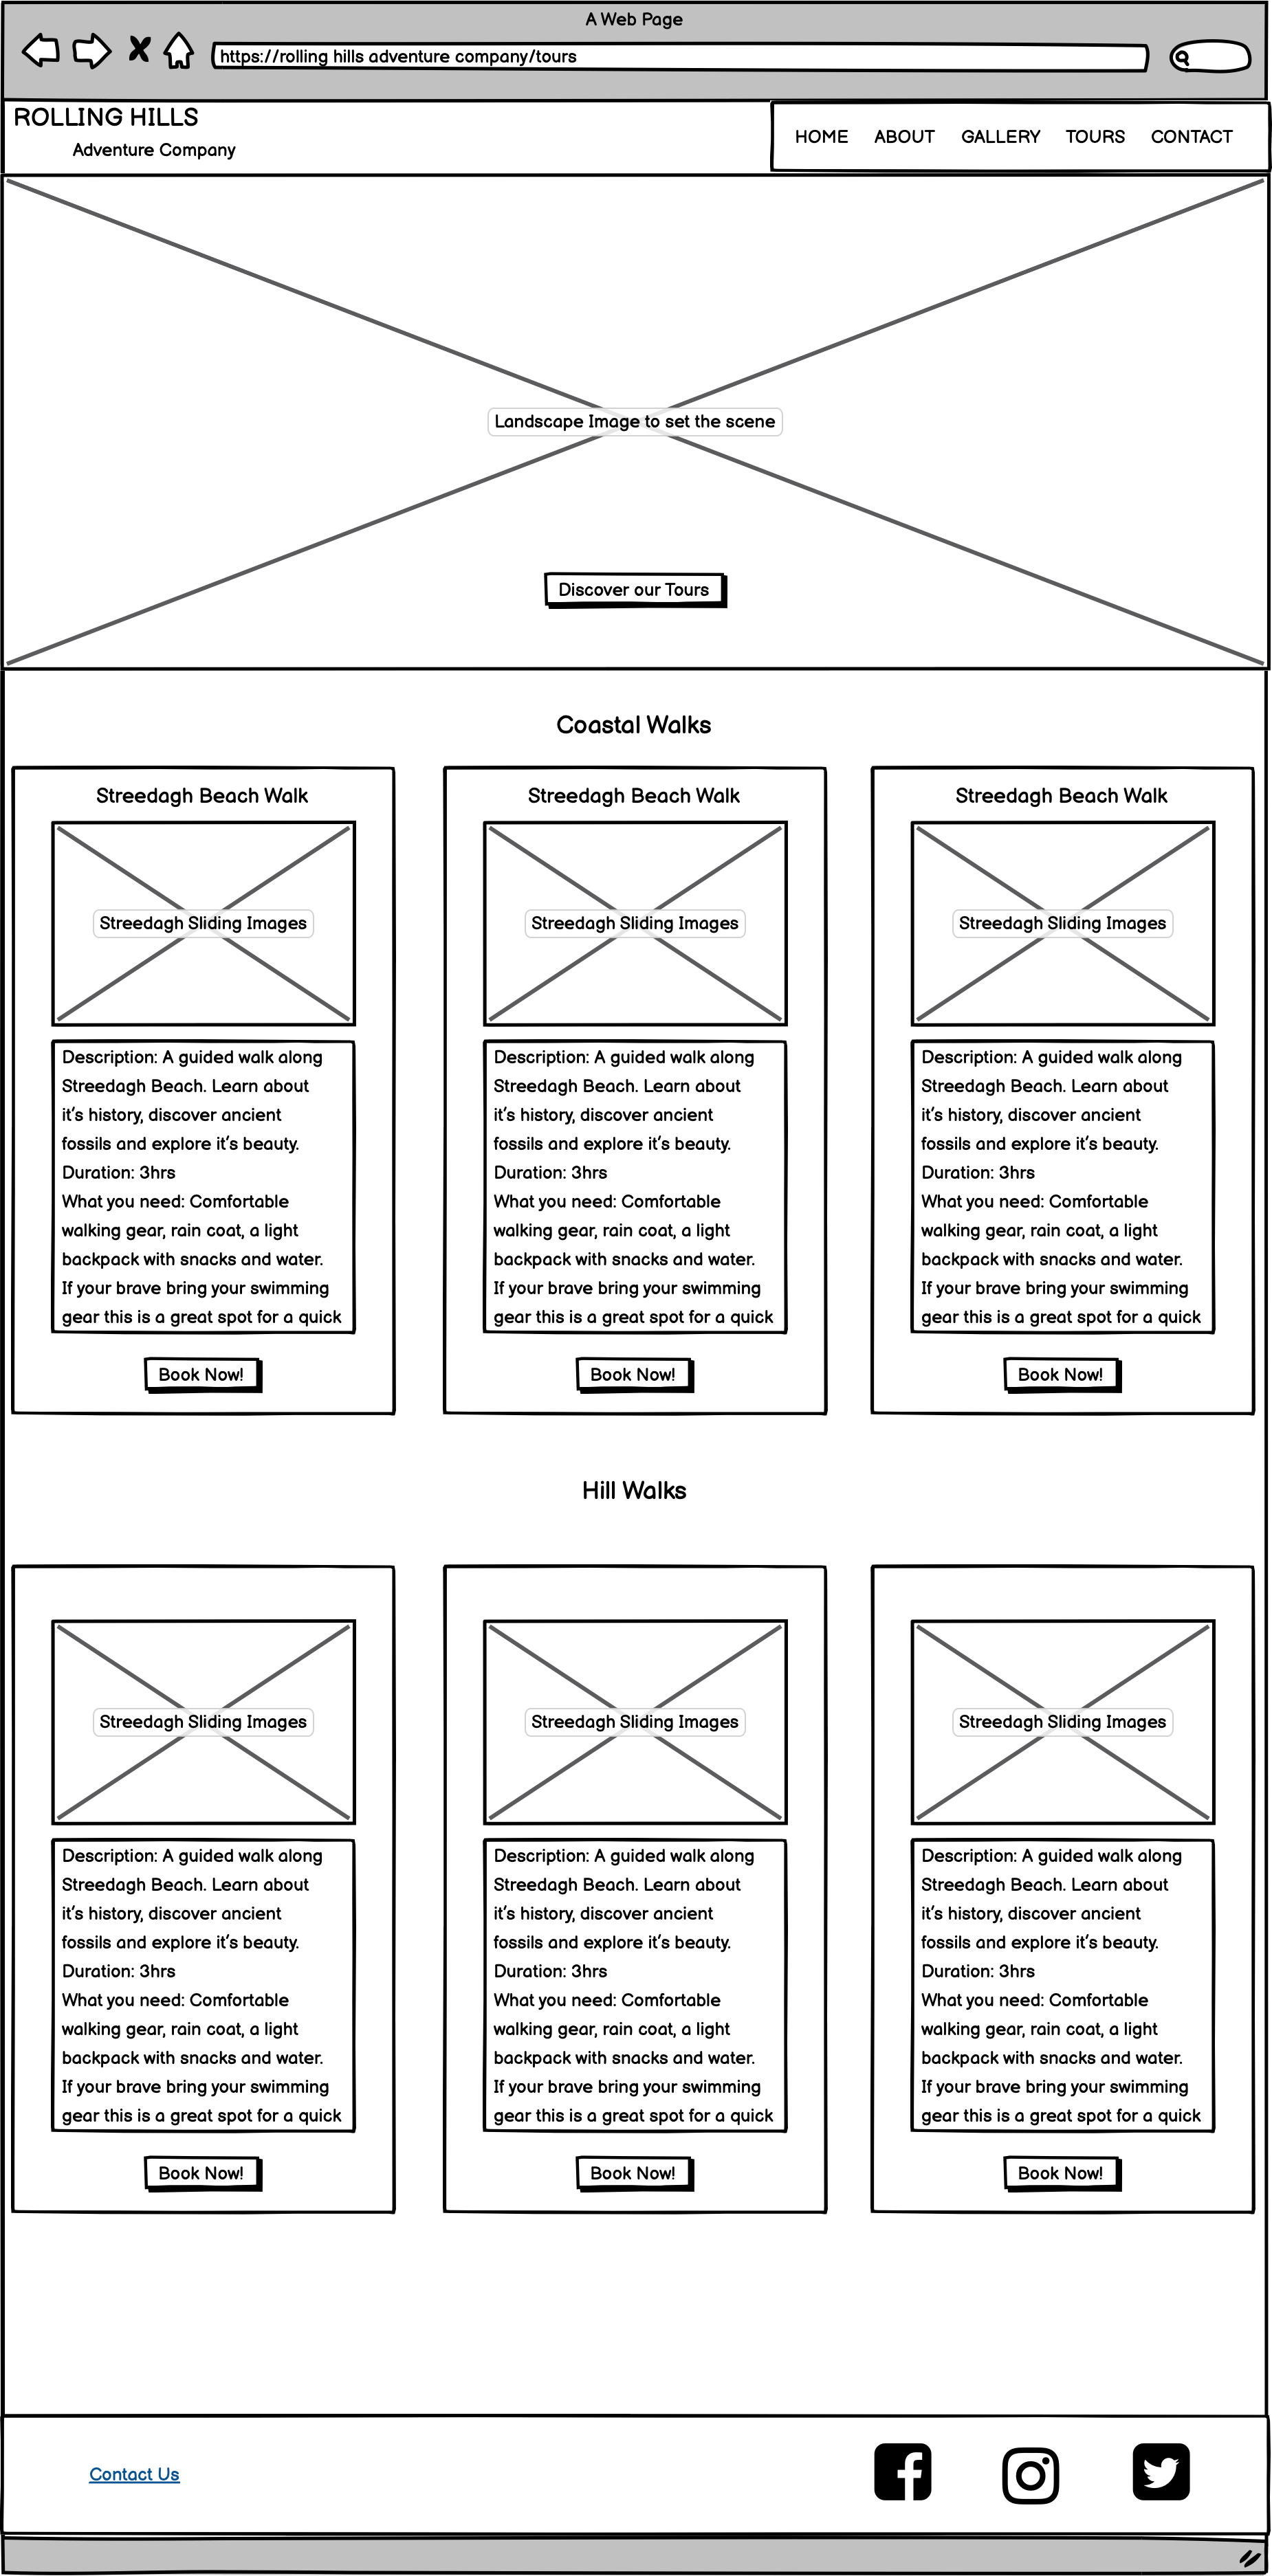 A Web Page
https://rolling hills adventure company/tours
ROLLING HILLS
Adventure Company
HOME ABOUT GALLERY TOURS CONTACT
Landscape Image to set the scene
Discover our Tours
Coastal Walks
Streedagh Beach Walk
Streedagh Sliding Images
Description: A guided walk along
Streedagh Beach. Learn about
it's history, discover ancient
fossils and explore it's beauty.
Duration: 3hrs
What you need: Comfortable
walking gear, rain coat, a light
backpack with snacks and water.
If your brave bring your swimming
gear this is a great spot for a quick
Book Now!
Streedagh Beach Walk
Streedagh Sliding Images
Description: A guided walk along
Streedagh Beach. Learn about
it's history, discover ancient
fossils and explore it's beauty.
Duration: 3hrs
What you need: Comfortable
walking gear, rain coat, a light
backpack with snacks and water.
If your brave bring your swimming
gear this is a great spot for a quick
Book Now!
Streedagh Beach Walk
Streedagh Sliding Images
Description: A guided walk along
Streedagh Beach. Learn about
it's history, discover ancient
fossils and explore it's beauty.
Duration: 3hrs
What you need: Comfortable
walking gear, rain coat, a light
backpack with snacks and water.
If your brave bring your swimming
gear this is a great spot for a quick
Book Now!
Hill Walks
Streedagh Sliding Images
Description: A guided walk along
Streedagh Beach. Learn about
it's history, discover ancient
fossils and explore it's beauty.
Duration: 3hrs
What you need: Comfortable
walking gear, rain coat, a light
backpack with snacks and water.
If your brave bring your swimming
gear this is a great spot for a quick
Book Now!
Streedagh Sliding Images
Description: A guided walk along
Streedagh Beach. Learn about
it's history, discover ancient
fossils and explore it's beauty.
Duration: 3hrs
What you need: Comfortable
walking gear, rain coat, a light
backpack with snacks and water.
If your brave bring your swimming
gear this is a great spot for a quick
Book Now!
Streedagh Sliding Images
Description: A guided walk along
Streedagh Beach. Learn about
it's history, discover ancient
fossils and explore it's beauty.
Duration: 3hrs
What you need: Comfortable
walking gear, rain coat, a light
backpack with snacks and water.
If your brave bring your swimming
gear this is a great spot for a quick
Book Now!
Contact Us